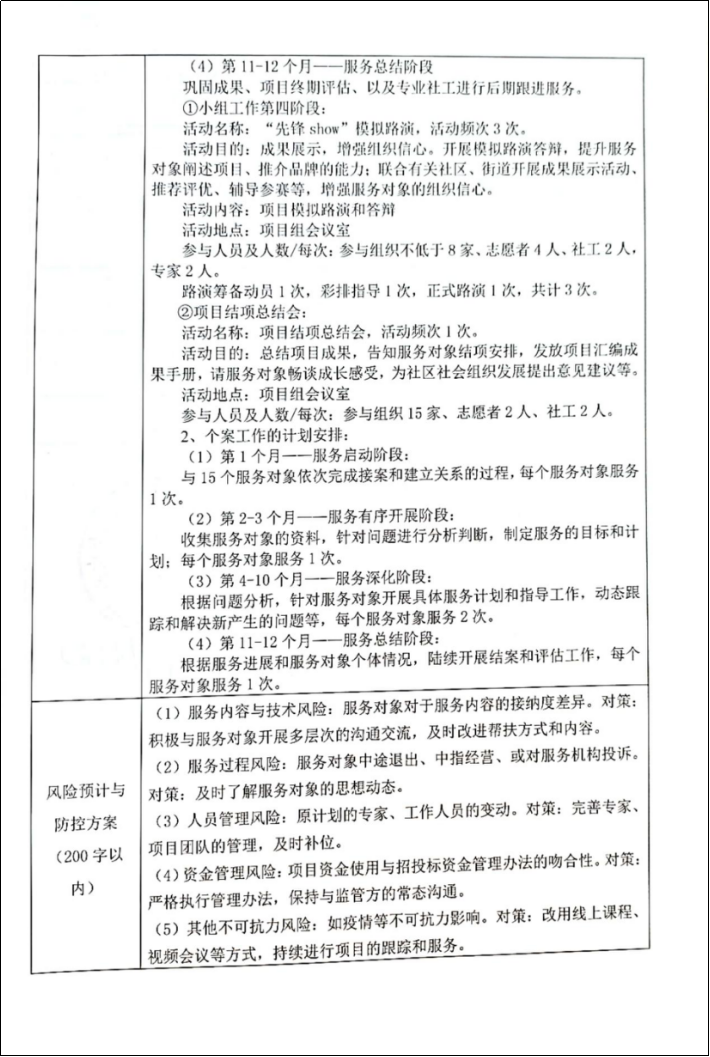 (4)第11-12个月——服务总结阶段
巩固成果、项目终期评估、以及专业社工进行后期跟进服务。
①小组工作第四阶段:
活动名称:“先锋show”模拟路演,活动频次3次。
活动目的:成果展示,增强组织信心。开展模拟路演答辩,提升服务
对象阐述项目、推介品牌的能力;联合有关社区、街道开展成果展示活动、
推荐评优、辅导参赛等,增强服务对象的组织信心。
活动内容:项目模拟路演和答辩
活动地点:项目组会议室
参与人员及人数/每次:参与组织不低于8家、志愿者4人、社工2人,
专家2人。
路演筹备动员1次,彩排指导1次,正式路演1次,共计3次。
②项目结项总结会:
活动名称:项目结项总结会,活动频次1次。
活动目的:总结项目成果,告知服务对象结项安排,发放项目汇编成
果手册,请服务对象畅谈成长感受,为社区社会组织发展提出意见建议等。
活动地点:项目组会议室
参与人员及人数/每次:参与组织15家、志愿者2人、社工2人。
2、个案工作的计划安排:
(1)第1个月——服务启动阶段:
与15个服务对象依次完成接案和建立关系的过程,每个服务对象服务
1次。
(2)第2-3个月——服务有序开展阶段:
收集服务对象的资料,针对问题进行分析判断,制定服务的目标和计
划;每个服务对象服务1次。
(3)第4-10个月——服务深化阶段:
根据问题分析,针对服务对象开展具体服务计划和指导工作,动态跟
踪和解决新产生的问题等,每个服务对象服务2次。
(4)第11-12个月——服务总结阶段:
根据服务进展和服务对象个体情况,陆续开展结案和评估工作,每个
服务对象服务1次。
风险预计与
防控方案
(200字以
内)
(1)服务内容与技术风险:服务对象对于服务内容的接纳度差异。对策:
积极与服务对象开展多层次的沟通交流,及时改进帮扶方式和内容。
(2)服务过程风险:服务对象中途退出、中指经营、或对服务机构投诉。
对策:及时了解服务对象的思想动态。
(3)人员管理风险:原计划的专家、工作人员的变动。对策:完善专家、
项目团队的管理,及时补位。
(4)资金管理风险:项目资金使用与招投标资金管理办法的吻合性。对策:
严格执行管理办法,保持与监管方的常态沟通。
(5)其他不可抗力风险:如疫情等不可抗力影响。对策:改用线上课程、
视频会议等方式,持续进行项目的跟踪和服务。